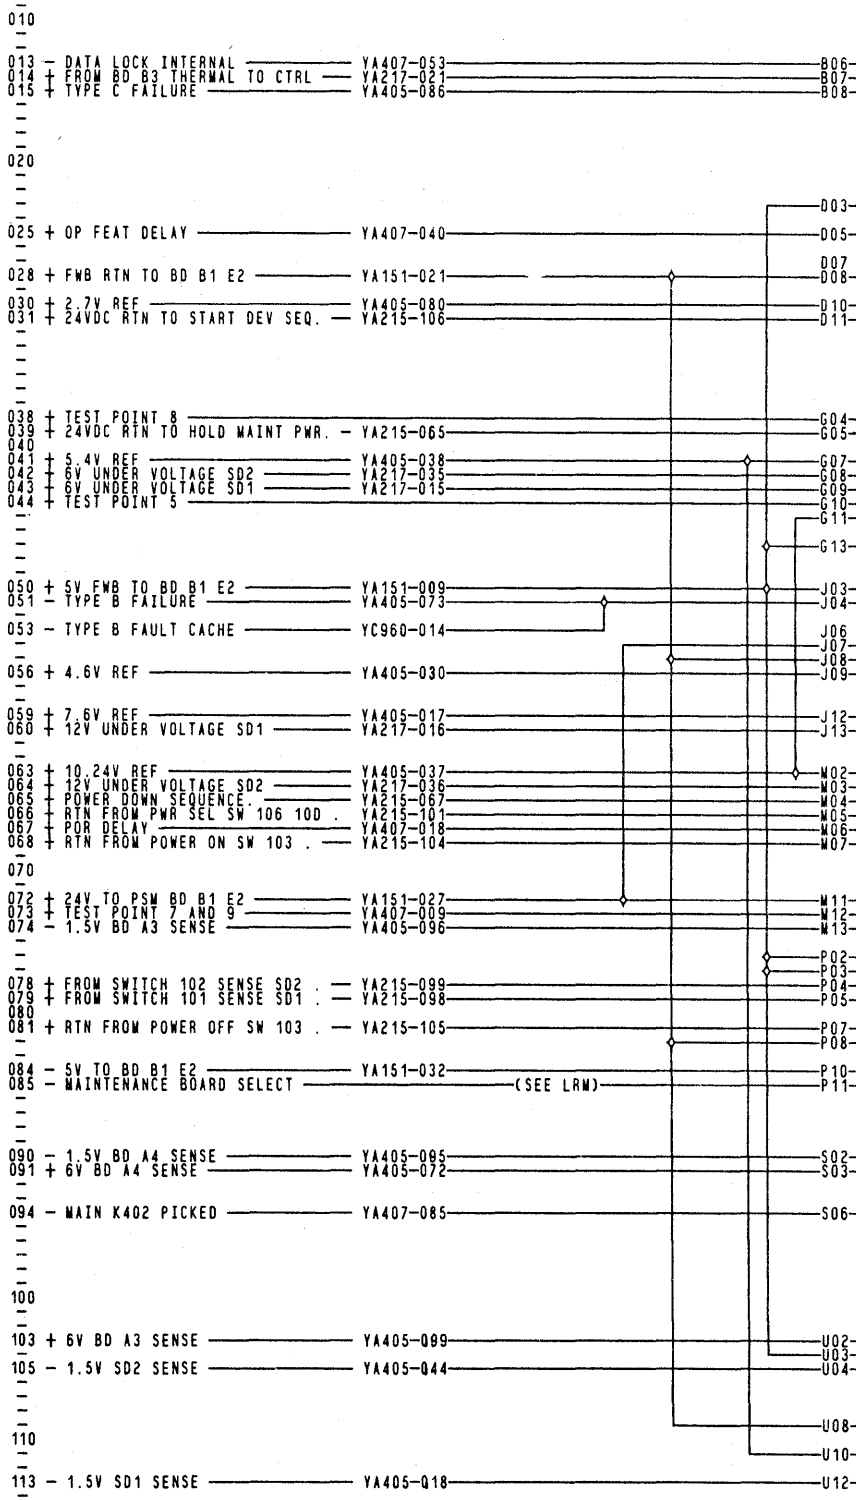 010
013 - DATA LOCK INTERNAL YA407-053 B06-
014 + FROM BD B3 THERMAL TO CTRL YA217-021 B07-
015 + TYPE C FAILURE YA405-086 B08-
020
D03-
025 + OP FEAT DELAY YA407-040 D05-
D07
028 + FWB RTN TO BD B1 E2 YA151-021 D08-
030 + 2.7V REF YA405-080 D10-
031 + 24VDC RTN TO START DEV SEQ. YA215-106 D11-
038 + TEST POINT 8 G04-
039 + 24VDC RTN TO HOLD MAINT PWR. - YA215-065 G05-
040
041 + 5.4V REF YA405-038 G07-
042 + 6V UNDER VOLTAGE SD2 YA217-035 G08-
043 + 6V UNDER VOLTAGE SD1 YA217-015 G09-
044 + TEST POINT 5 G10-
G11-
G13-
050 + 5V FWB TO BD B1 E2 YA151-009 J03-
051 - TYPE B FAILURE YA405-073 J04-
053 - TYPE B FAULT CACHE YC960-014 J06
J07-
J08-
056 + 4.6V REF YA405-030 J09-
059 + 7.6V REF YA405-017 J12-
060 + 12V UNDER VOLTAGE SD1 YA217-016 J13-
063 + 10.24V REF YA405-037 M02-
064 + 12V UNDER VOLTAGE SD2 YA217-036 M03-
065 + POWER DOWN SEQUENCE. YA215-067 M04-
066 + RTN FROM PWR SEL SW 106 10D . YA215-101 M05-
067 + POR DELAY YA407-018 M06-
068 + RTN FROM POWER ON SW 103 . YA215-104 M07-
070
072 + 24V TO PSM BD B1 E2 YA151-027 M11-
073 + TEST POINT 7 AND 9 YA407-009 M12-
074 - 1.5V BD A3 SENSE YA405-096 M13-
P02-
P03-
078 + FROM SWITCH 102 SENSE SD2 . YA215-099 P04-
079 + FROM SWITCH 101 SENSE SD1 . YA215-098 P05-
080
081 + RTN FROM POWER OFF SW 103 . YA215-105 P07-
P08-
084 - 5V TO BD B1 E2 YA151-032 P10-
085 - MAINTENANCE BOARD SELECT (SEE LRM) P11-
090 - 1.5V BD A4 SENSE YA405-095 S02-
091 + 6V BD A4 SENSE YA405-072 S03-
094 - MAIN K402 PICKED YA407-085 S06-
100
103 + 6V BD A3 SENSE YA405-099 U02-
U03-
105 - 1.5V SD2 SENSE YA405-044 U04-
U08-
110
U10-
113 - 1.5V SD1 SENSE YA405-018 U12-